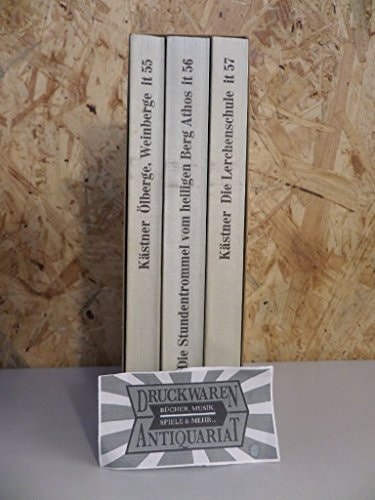 Kästner Ölberge, Weinberge it 55
Die Stundentrommel vom heiligen Berg Athos it 56
Kästner Die Lerchenschule it 57
DRUCKWAREN
BÜCHER, MUSIK,
SPIELE & MEHR...
ANTIQUARIAT